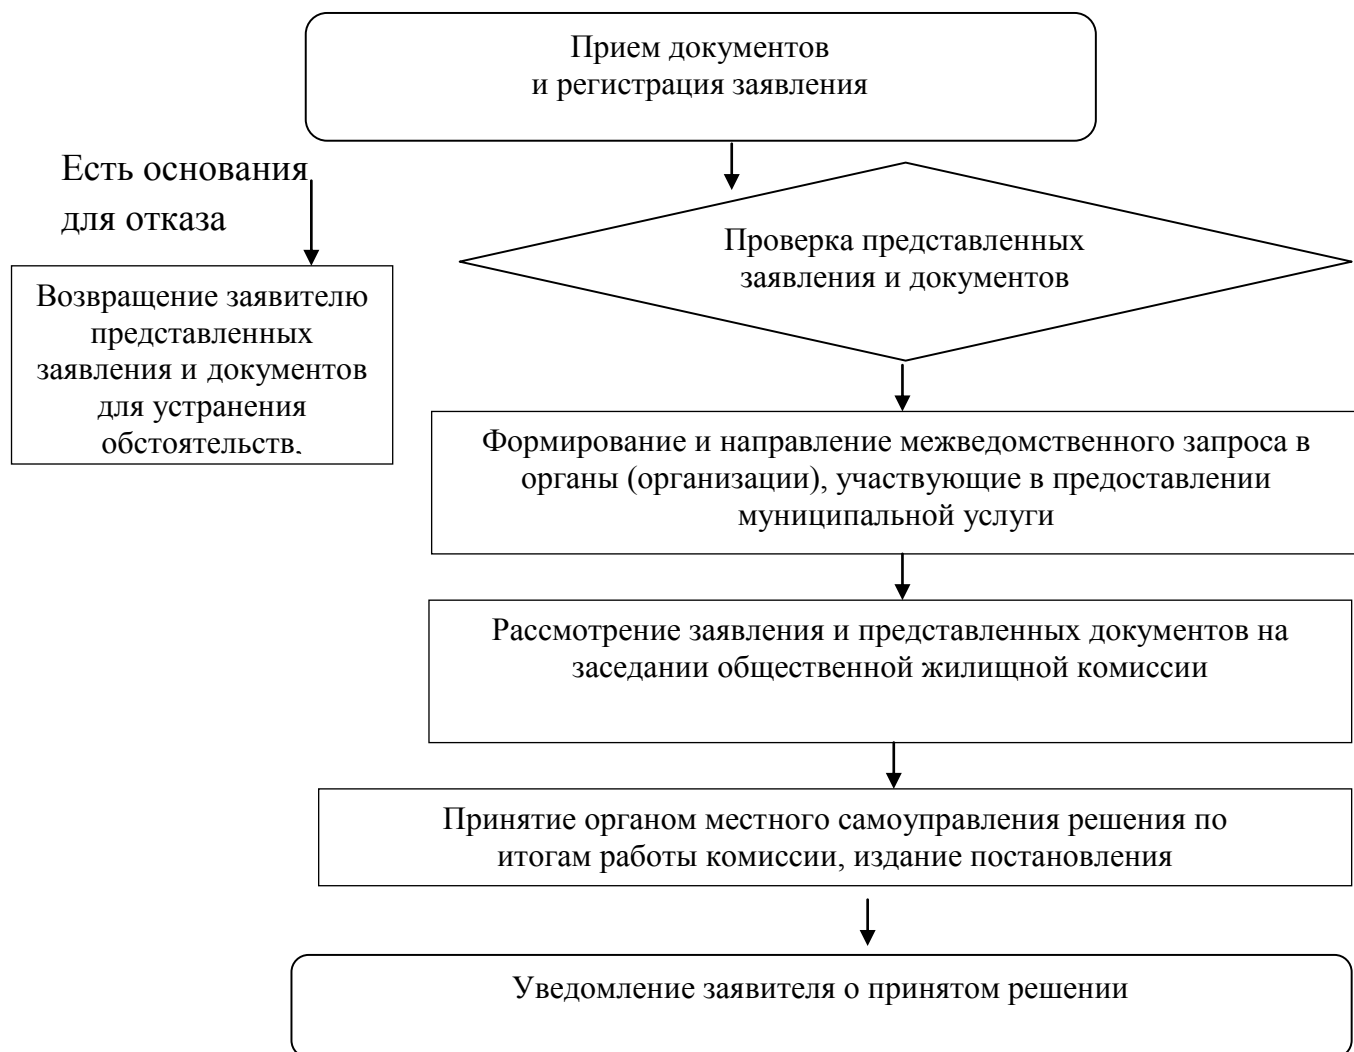 Прием документов
и регистрация заявления
Есть основания
для отказа
Проверка представленных
заявления и документов
Возвращение заявителю
представленных
заявления и документов
для устранения
обстоятельств,
Формирование и направление межведомственного запроса в
органы (организации), участвующие в предоставлении
муниципальной услуги
Рассмотрение заявления и представленных документов на
заседании общественной жилищной комиссии
Принятие органом местного самоуправления решения по
итогам работы комиссии, издание постановления
Уведомление заявителя о принятом решении